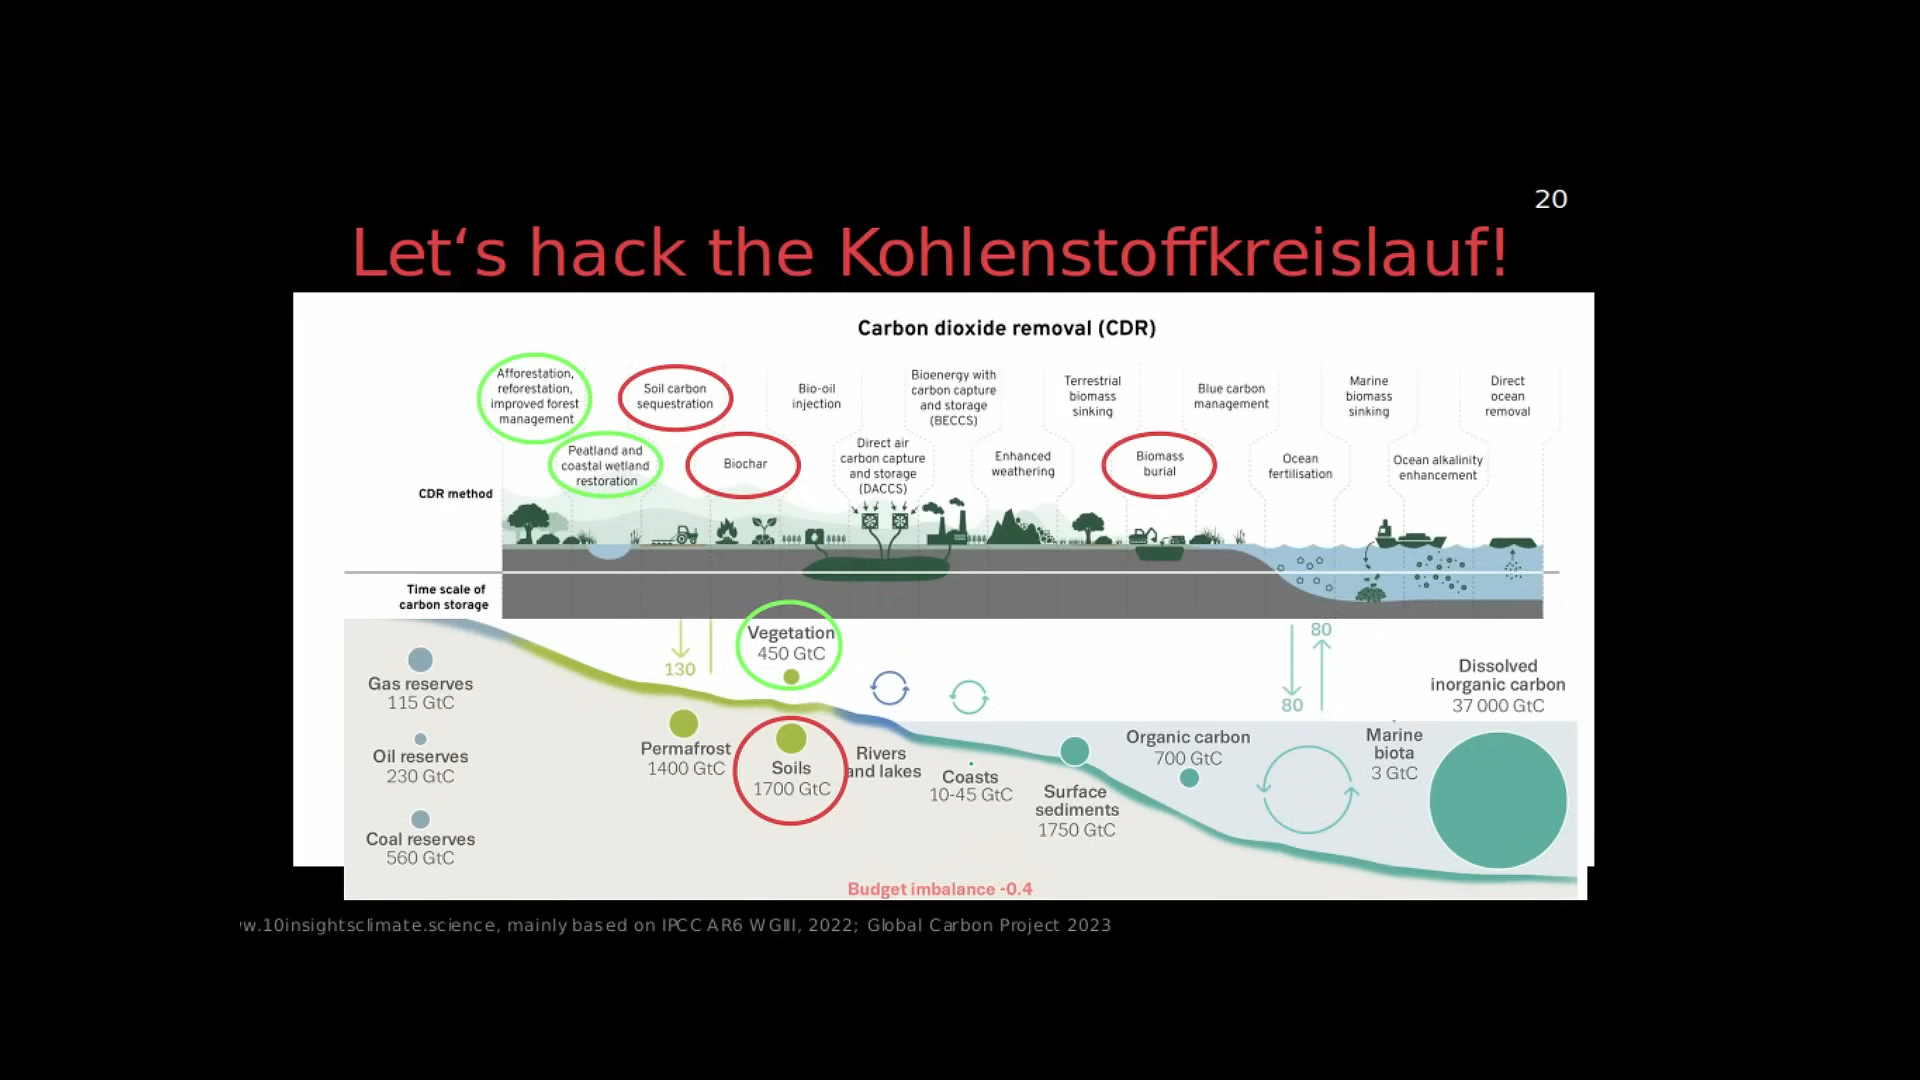 20
Let‘s hack the Kohlenstoffkreislauf!
Carbon dioxide removal (CDR)
Afforestation,
reforestation,
improved forest
management
Soil carbon
sequestration
Bio-oil
injection
Bioenergy with
carbon capture
and storage
(BECCS)
Terrestrial
biomass
sinking
Blue carbon
management
Marine
biomass
sinking
Direct
ocean
removal
Peatland and
coastal wetland
restoration
Biochar
Direct air
carbon capture
and storage
(DACCS)
Enhanced
weathering
Biomass
burial
Ocean
fertilisation
Ocean alkalinity
enhancement
CDR method
Time scale of
carbon storage
Gas reserves
115 GtC
Oil reserves
230 GtC
Coal reserves
560 GtC
130
Vegetation
450 GtC
Permafrost
1400 GtC
Soils
1700 GtC
Rivers
and lakes
Coasts
10-45 GtC
Surface
sediments
1750 GtC
Organic carbon
700 GtC
80
80
Marine
biota
3 GtC
Dissolved
inorganic carbon
37 000 GtC
Budget imbalance -0.4
w.10insightsclimate.science, mainly based on IPCC AR6 WGIII, 2022; Global Carbon Project 2023